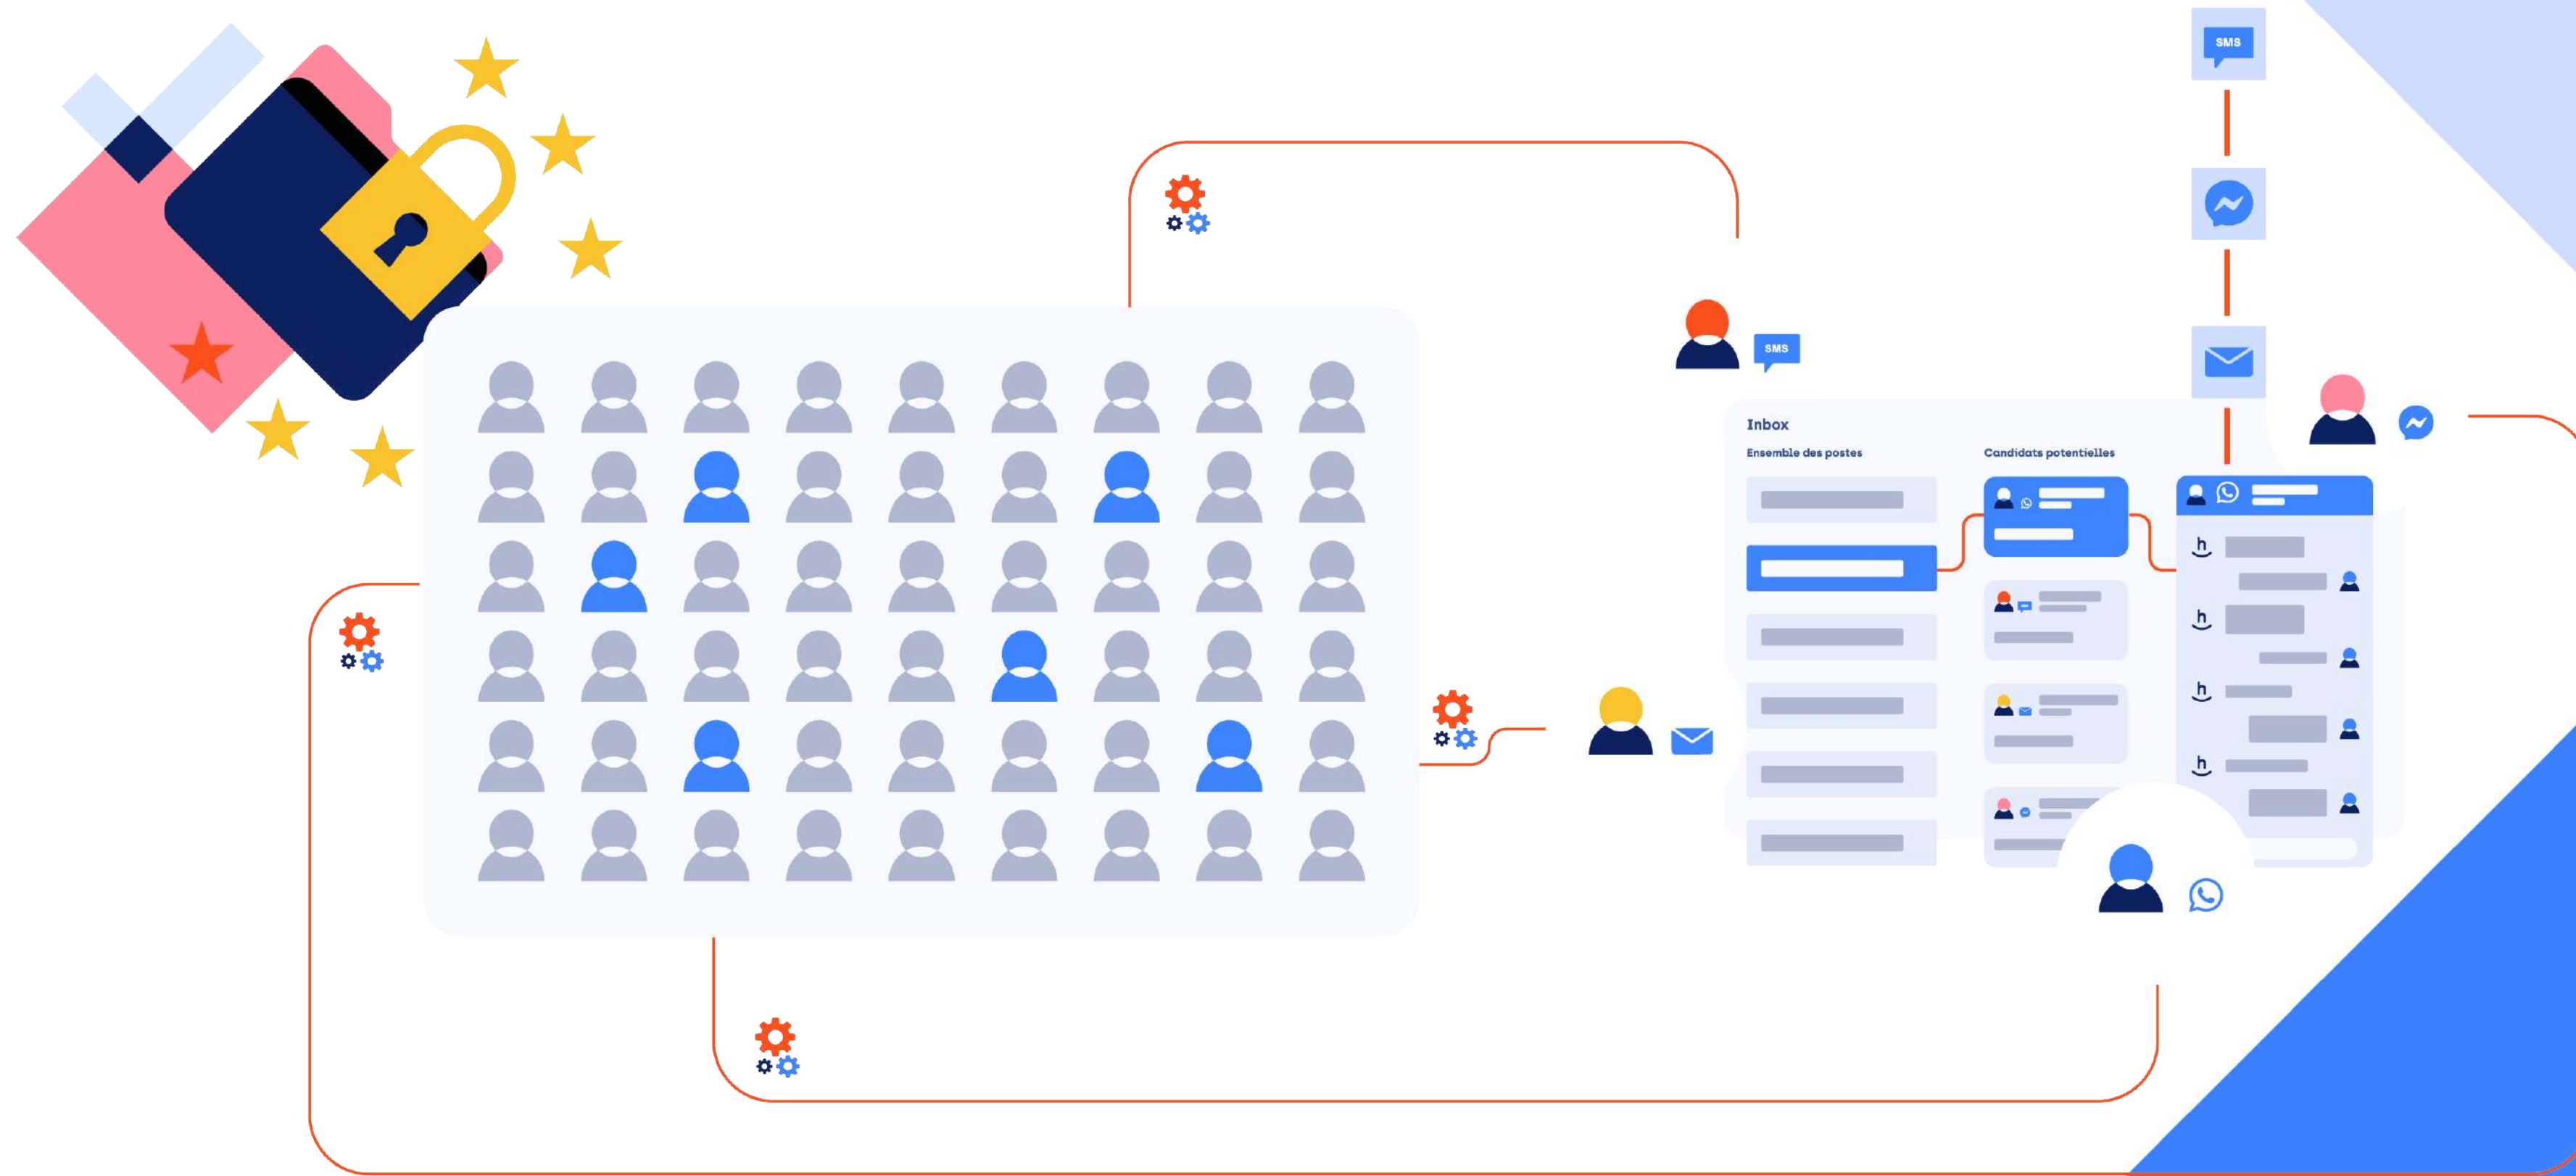 SMS
SMS
Inbox
Ensemble des postes
Candidats potentielles
h
h
h
h